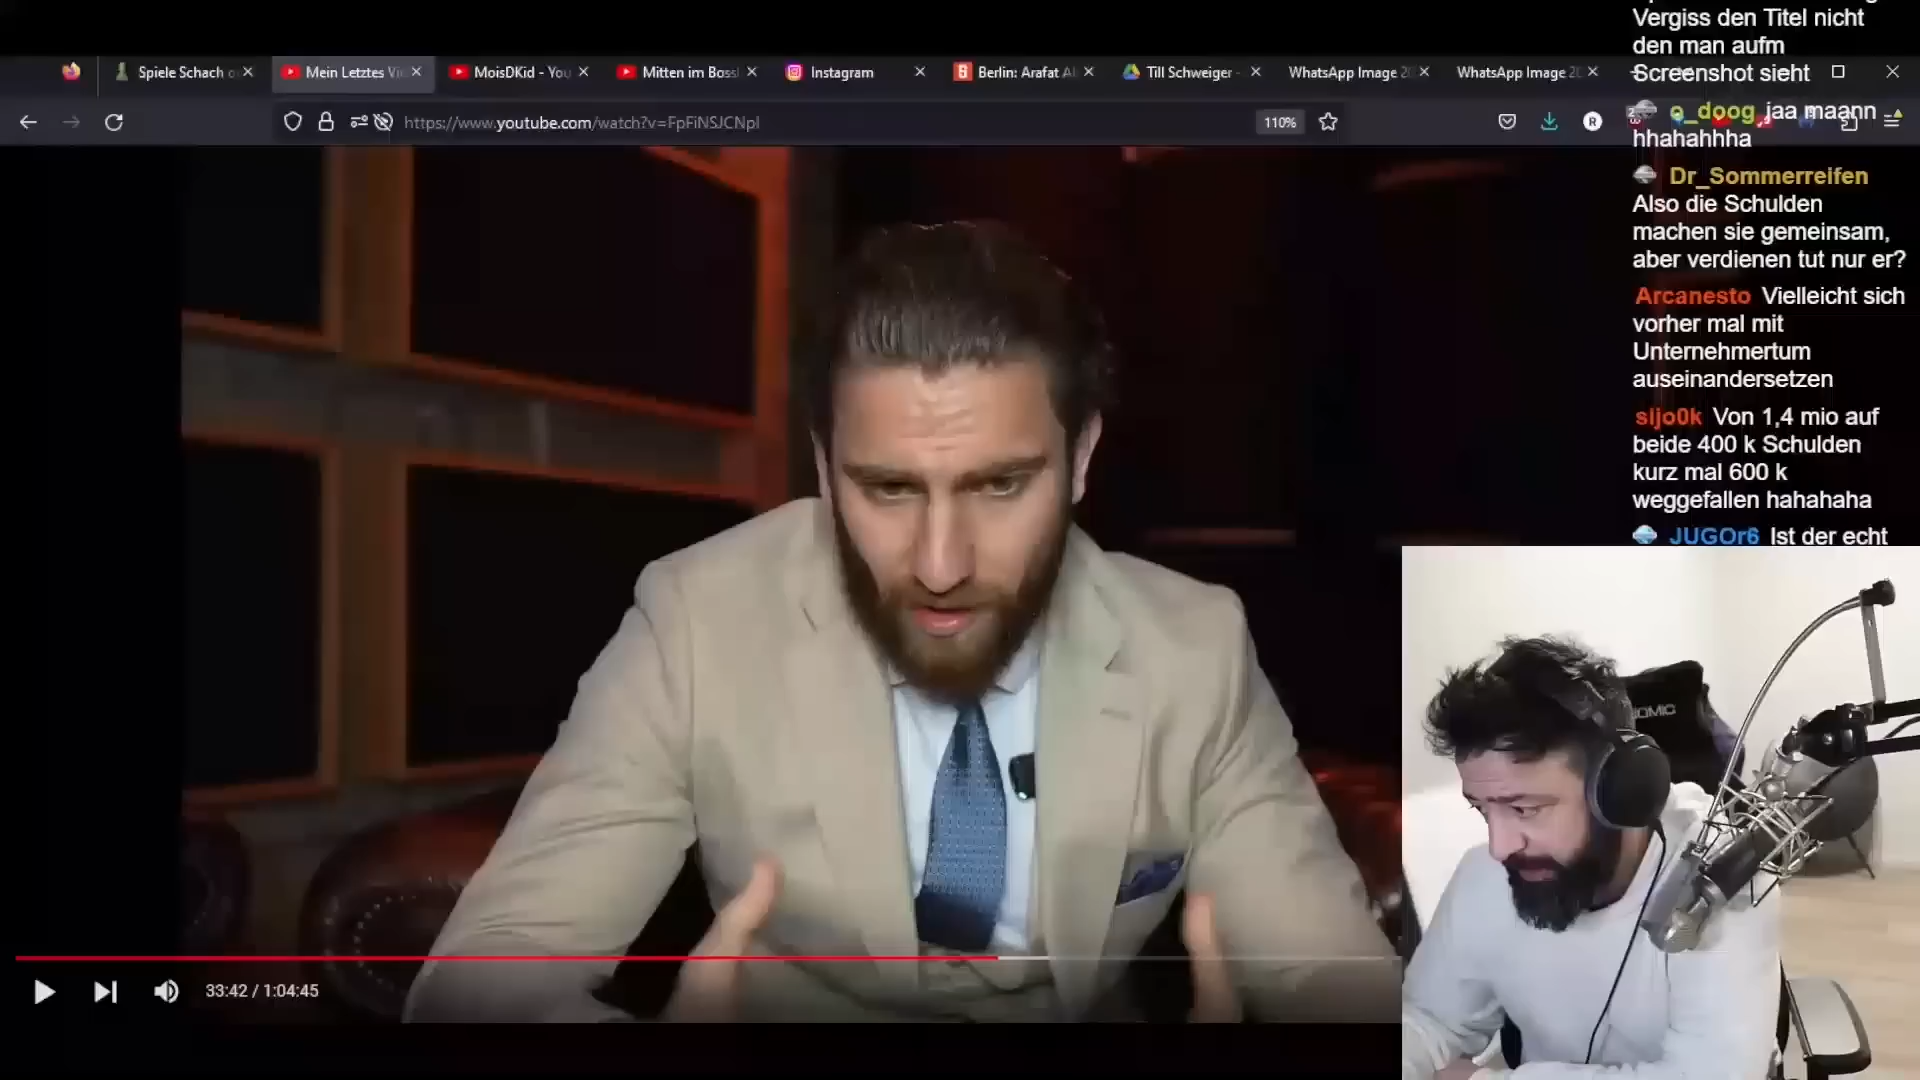 Vergiss den Titel nicht
den man aufm
Screenshot sieht
Spiele Schach o
Mein Letztes Vi
MoisDKid - You
Mitten im Boss
Instagram
Berlin: Arafat A
Till Schweiger -
WhatsApp Image 2
WhatsApp Image 2
https://www.youtube.com/watch?v=FpFiNSJCNpI
110%
R
o_doog jaa maann
hhahahhha
Dr_Sommerreifen
Also die Schulden
machen sie gemeinsam,
aber verdienen tut nur er?
Arcanesto Vielleicht sich
vorher mal mit
Unternehmertum
auseinandersetzen
sljo0k Von 1,4 mio auf
beide 400 k Schulden
kurz mal 600 k
weggefallen hahahaha
JUGOr6 Ist der echt
33:42 / 1:04:45